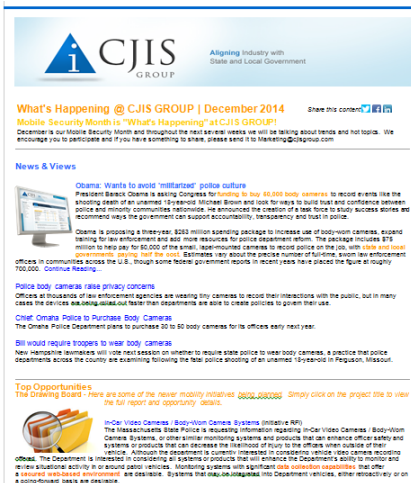 CJIS
GROUP
Aligning Industry with
State and Local Government
What's Happening @ CJIS GROUP | December 2014
Share this content
Mobile Security Month is "What's Happening" at CJIS GROUP!
December is our Mobile Security Month and throughout the next several weeks we will be talking about trends and hot topics. We
encourage you to participate and if you have something to share, please send it to Marketing@cjisgroup.com
News & Views
Obama: Wants to avoid 'militarized' police culture
President Barack Obama is asking Congress for funding to buy 50,000 body cameras to record events like the
shooting death of an unarmed 18-year-old Michael Brown and look for ways to build trust and confidence between
police and minority communities nationwide. He announced the creation of a task force to study success stories and
recommend ways the government can support accountability, transparency and trust in police.
Obama is proposing a three-year, $263 million spending package to increase use of body-worn cameras, expand
training for law enforcement and add more resources for police department reform. The package includes $75
million to help pay for 50,000 of the small, lapel-mounted cameras to record police on the job, with state and local
governments paying half the cost. Estimates vary about the precise number of full-time, sworn law enforcement
officers in communities across the U.S., though some federal government reports in recent years have placed the figure at roughly
700,000. Continue Reading...
Police body cameras raise privacy concerns
Officers at thousands of law enforcement agencies are wearing tiny cameras to record their interactions with the public, but in many
cases the devices are being rolled out faster than departments are able to create policies to govern their use.
Chief: Omaha Police to Purchase Body Cameras
The Omaha Police Department plans to purchase 30 to 50 body cameras for its officers early next year.
Bill would require troopers to wear body cameras
New Hampshire lawmakers will vote next session on whether to require state police to wear body cameras, a practice that police
departments across the country are examining following the fatal police shooting of an unarmed 18-year-old in Ferguson, Missouri.
Top Opportunities
The Drawing Board - Here are some of the newer mobility initiatives being planned. Simply click on the project title to view
the full report and opportunity details.
In-Car Video Cameras / Body-Worn Camera Systems (Initiative RFI)
The Massachusetts State Police is requesting information regarding In-Car Video Cameras / Body-Worn
Camera Systems, or other similar monitoring systems and products that can enhance officer safety and
systems or products that can decrease the likelihood of injury to the officers when outside of their
vehicle. Although the department is currently interested in considering vehicle video camera recording
offered. The Department is interested in considering all systems or products that will enhance the Department's ability to monitor and
review situational activity in or around patrol vehicles. Monitoring systems with significant data collection capabilities, that offer
a secured web-based environment are desirable. Systems that may be integrated into Department vehicles, either retroactively or on
a going-forward basis are desirable.